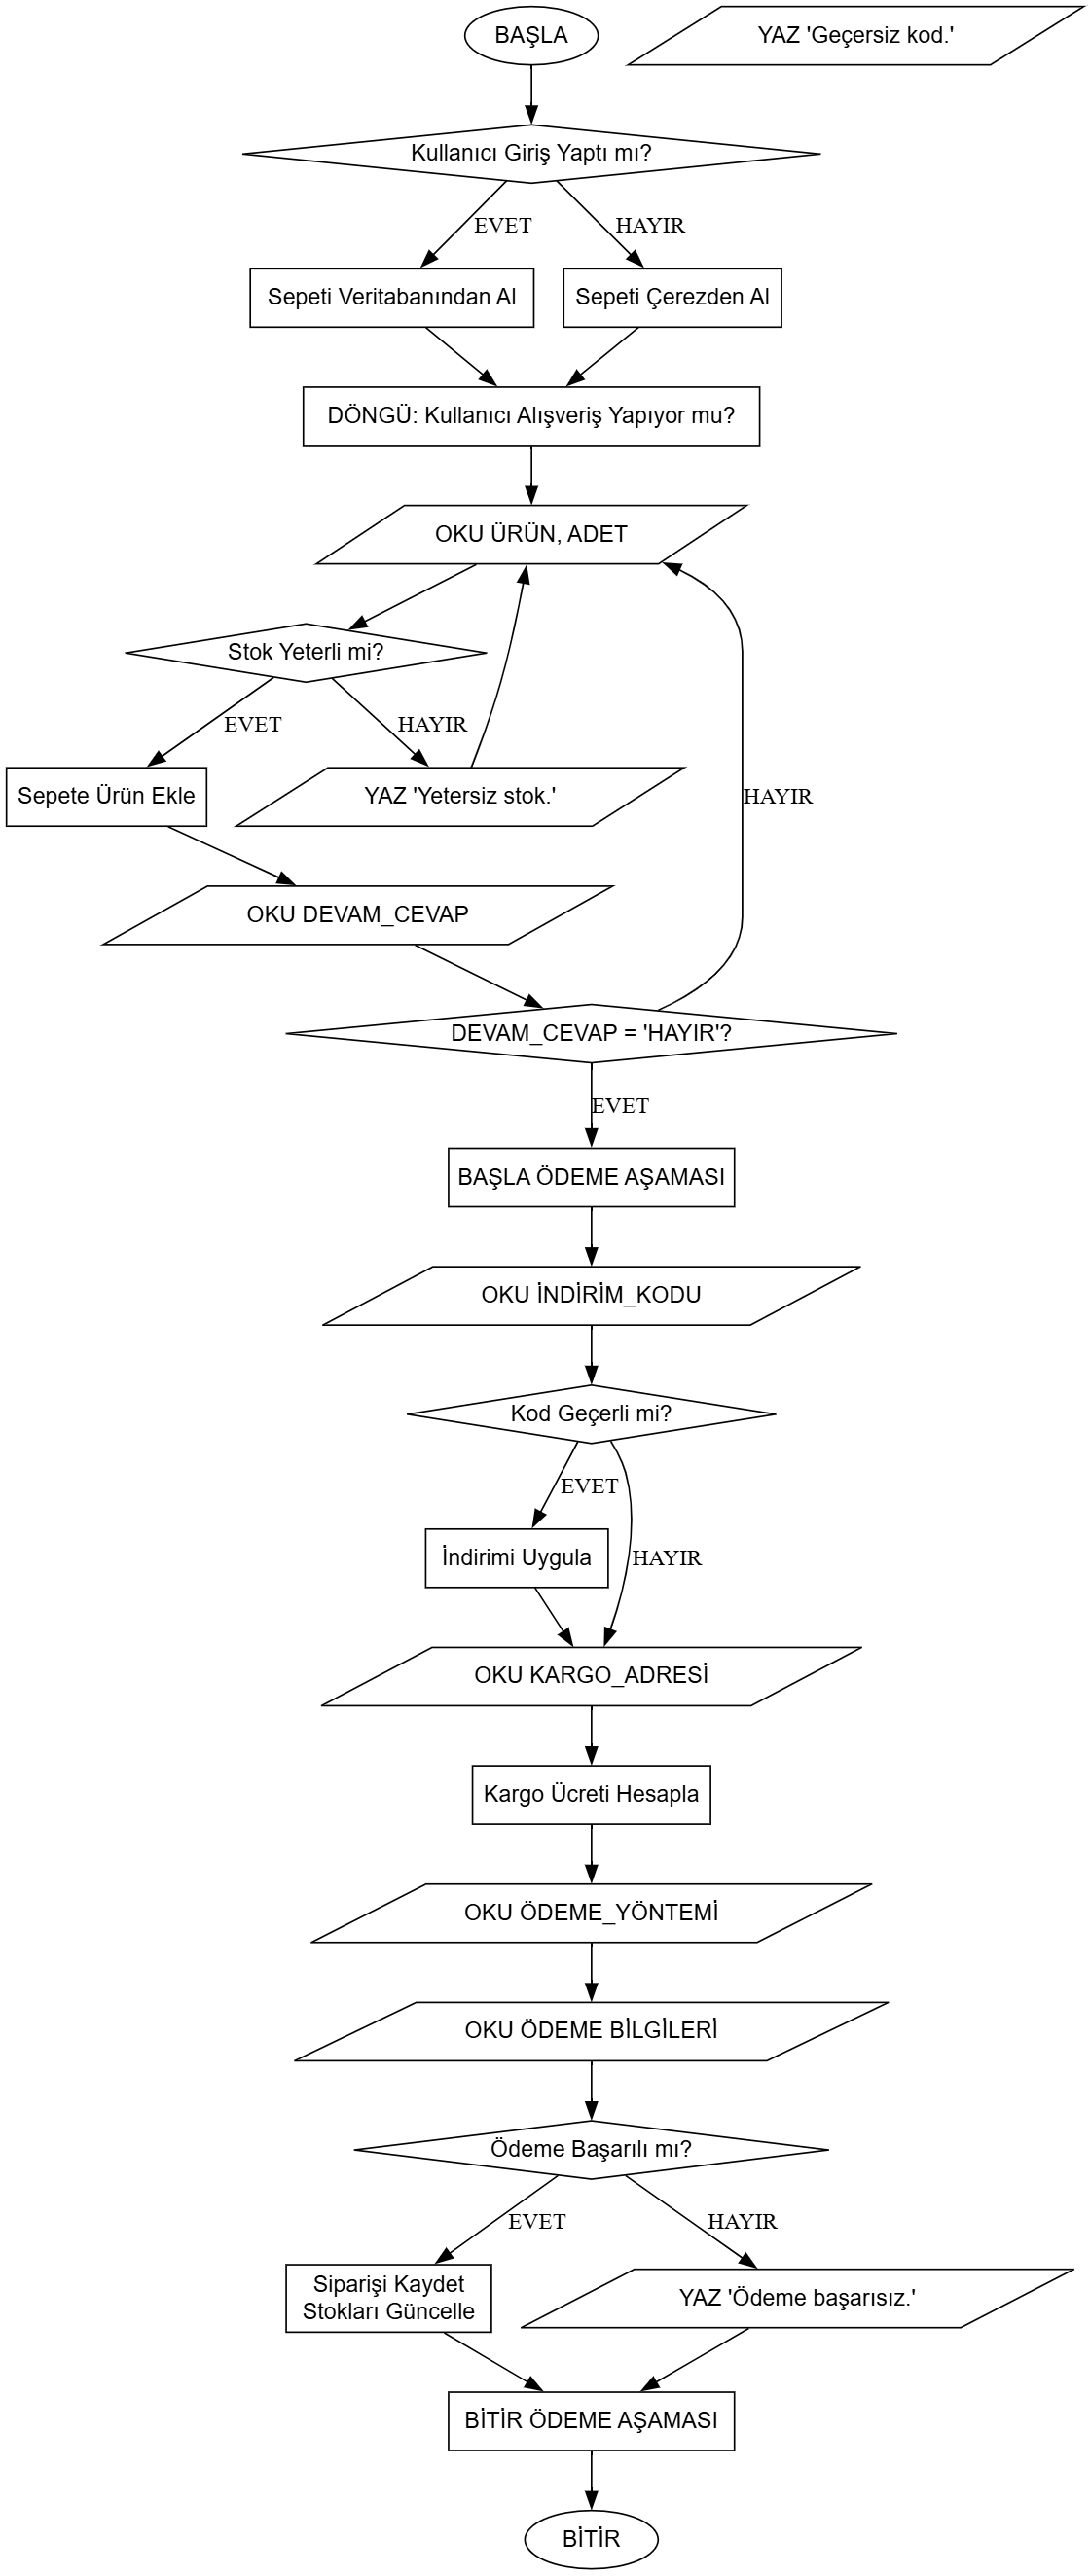 BAŞLA
YAZ 'Geçersiz kod.'
Kullanıcı Giriş Yaptı mı?
EVET
HAYIR
Sepeti Veritabanından Al
Sepeti Çerezden Al
DÖNGÜ: Kullanıcı Alışveriş Yapıyor mu?
OKU ÜRÜN, ADET
Stok Yeterli mi?
EVET
HAYIR
Sepete Ürün Ekle
YAZ 'Yetersiz stok.'
HAYIR
OKU DEVAM_CEVAP
DEVAM_CEVAP = 'HAYIR'?
EVET
BAŞLA ÖDEME AŞAMASI
OKU İNDİRİM_KODU
Kod Geçerli mi?
EVET
İndirimi Uygula
HAYIR
OKU KARGO_ADRESİ
Kargo Ücreti Hesapla
OKU ÖDEME_YÖNTEMİ
OKU ÖDEME BİLGİLERİ
Ödeme Başarılı mı?
EVET
HAYIR
Siparişi Kaydet
Stokları Güncelle
YAZ 'Ödeme başarısız.'
BİTİR ÖDEME AŞAMASI
BİTİR